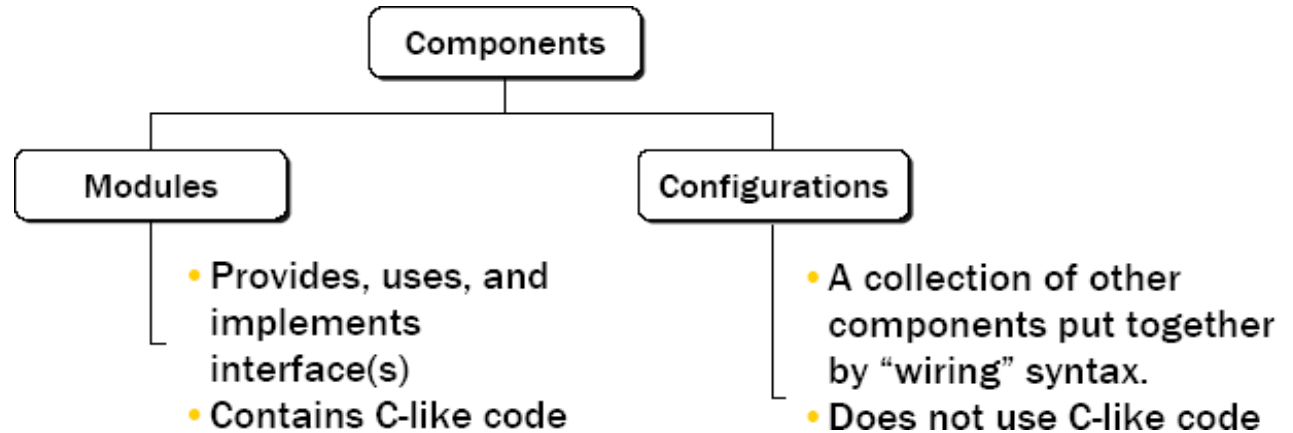 Components
Modules
Configurations
• Provides, uses, and
implements
interface(s)
• Contains C-like code
• A collection of other
components put together
by “wiring” syntax.
• Does not use C-like code